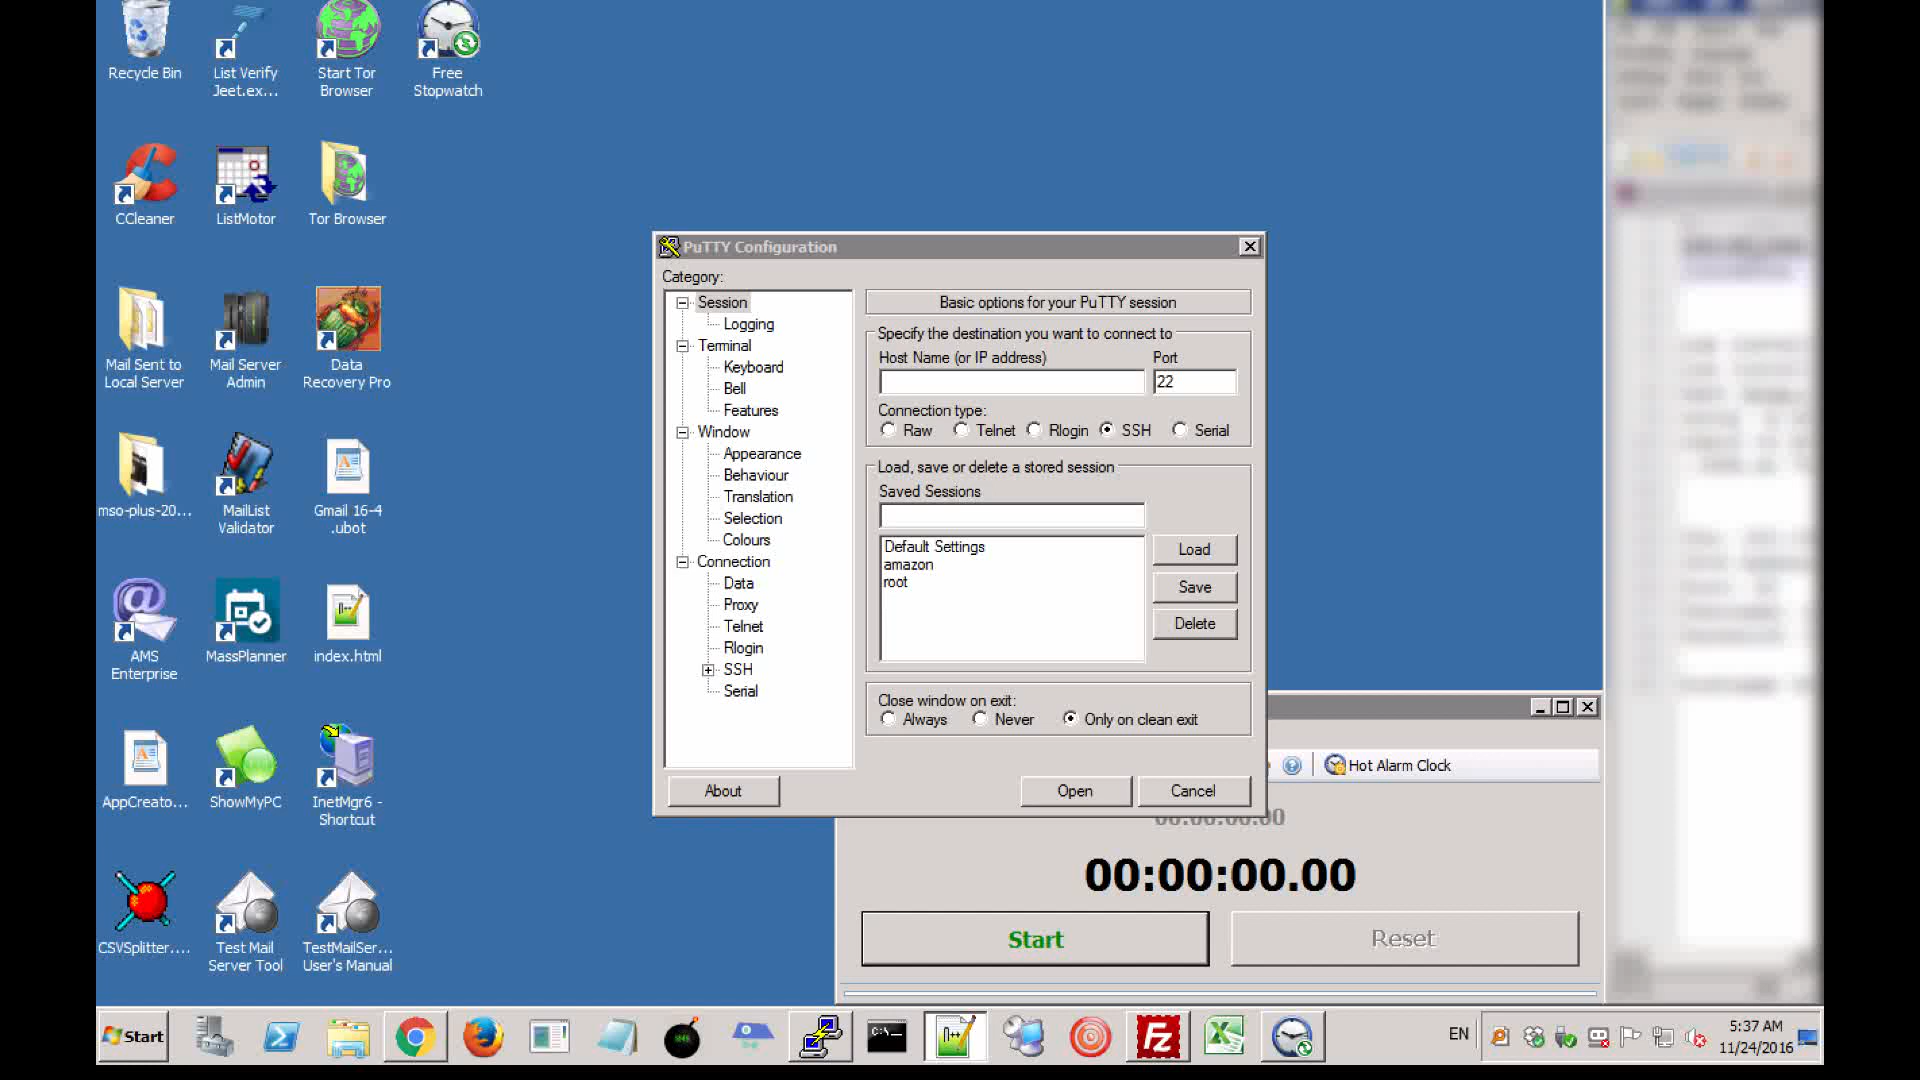 Recycle Bin
List Verify
Jeet.ex...
Start Tor
Browser
Free
Stopwatch
CCleaner
ListMotor
Tor Browser
Mail Sent to
Local Server
Mail Server
Admin
Data
Recovery Pro
mso-plus-20...
MailList
Validator
Gmail 16-4
.ubot
AMS
Enterprise
MassPlanner
index.html
AppCreato...
ShowMyPC
InetMgr6 -
Shortcut
CSVSplitter....
Test Mail
Server Tool
TestMailSer...
User's Manual
PuTTY Configuration
Category:
Session
Logging
Terminal
Keyboard
Bell
Features
Window
Appearance
Behaviour
Translation
Selection
Colours
Connection
Data
Proxy
Telnet
Rlogin
SSH
Serial
Basic options for your PuTTY session
Specify the destination you want to connect to
Host Name (or IP address) Port
22
Connection type:
Raw Telnet Rlogin SSH Serial
Load, save or delete a stored session
Saved Sessions
Default Settings
amazon
root
Load
Save
Delete
Close window on exit:
Always Never Only on clean exit
About Open Cancel
Hot Alarm Clock
00:00:00.00
00:00:00.00
Start Reset
Start
C:\_
FZ
EN
5:37 AM
11/24/2016